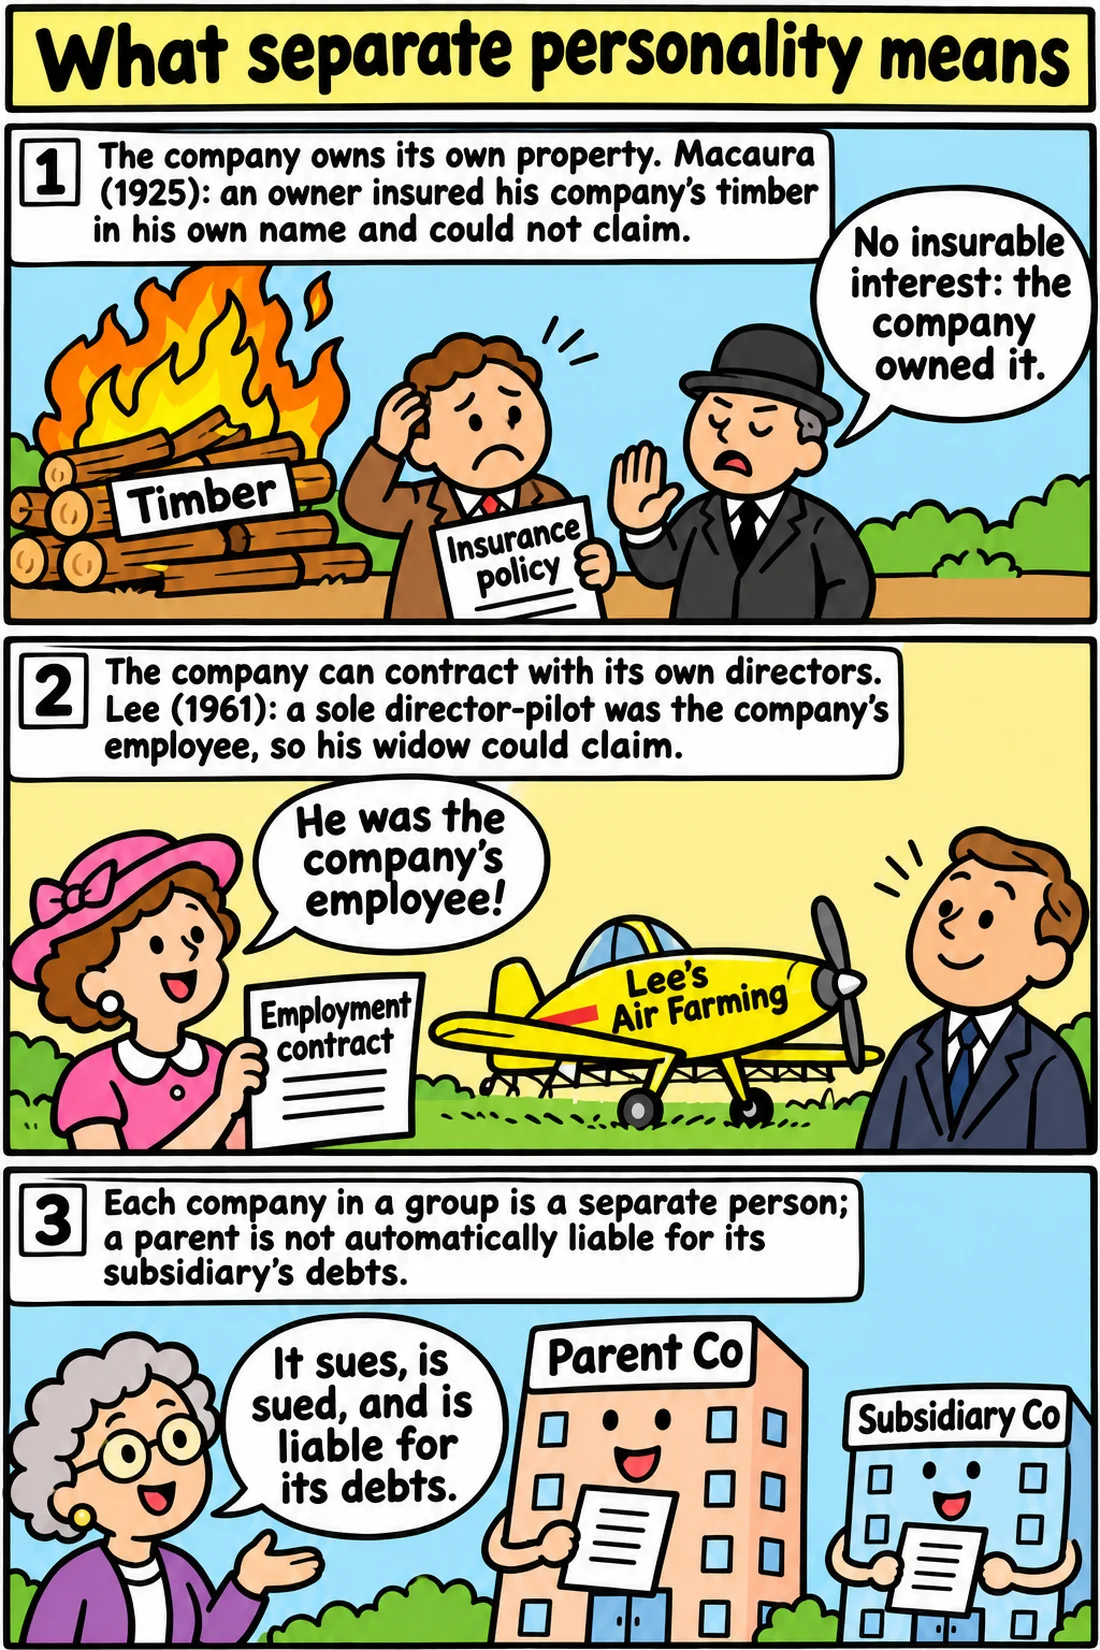 What separate personality means
1
The company owns its own property. Macaura
(1925): an owner insured his company's timber
in his own name and could not claim.
No insurable
interest: the
company
owned it.
Timber
Insurance
policy
2
The company can contract with its own directors.
Lee (1961): a sole director-pilot was the company's
employee, so his widow could claim.
He was the
company's
employee!
Employment
contract
Lee's
Air Farming
3
Each company in a group is a separate person;
a parent is not automatically liable for its
subsidiary's debts.
It sues, is
sued, and is
liable for
its debts.
Parent Co
Subsidiary Co